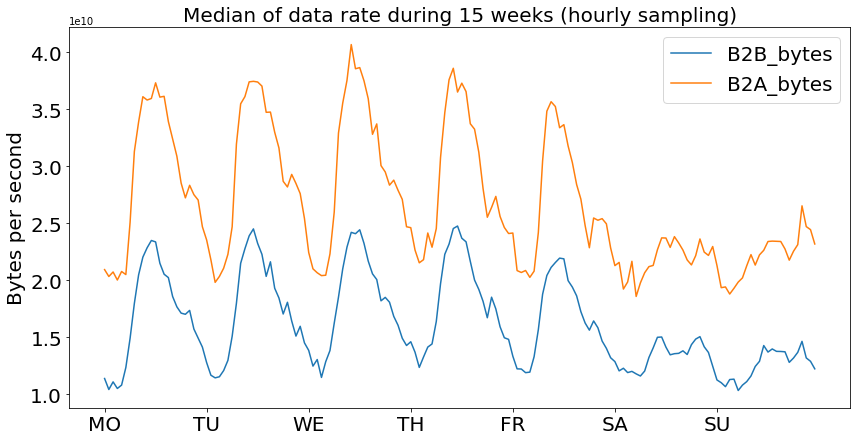 Median of data rate during 15 weeks (hourly sampling)
1e10
B2B_bytes
B2A_bytes
Bytes per second
4.0
3.5
3.0
2.5
2.0
1.5
1.0
MO TU WE TH FR SA SU